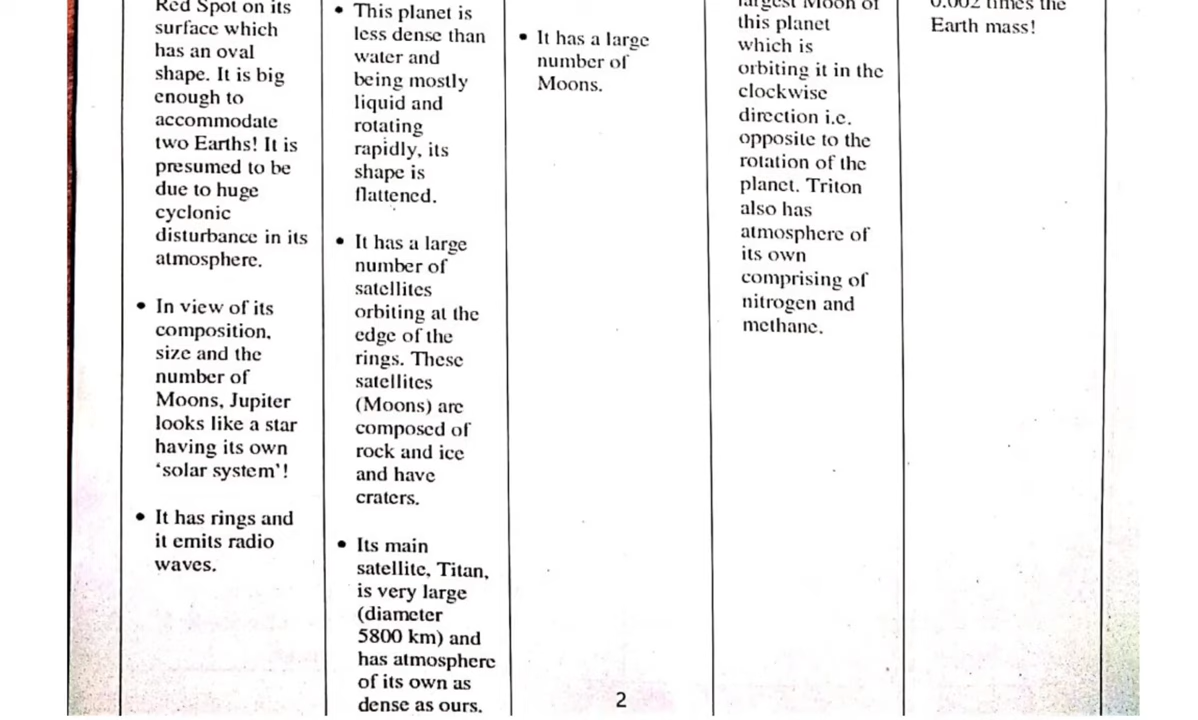 Red Spot on its
surface which
has an oval
shape. It is big
enough to
accommodate
two Earths! It is
presumed to be
due to huge
cyclonic
disturbance in its
atmosphere.
• In view of its
composition,
size and the
number of
Moons, Jupiter
looks like a star
having its own
‘solar system’!
• It has rings and
it emits radio
waves.
• This planet is
less dense than
water and
being mostly
liquid and
rotating
rapidly, its
shape is
flattened.
• It has a large
number of
satellites
orbiting at the
edge of the
rings. These
satellites
(Moons) are
composed of
rock and ice
and have
craters.
• Its main
satellite, Titan,
is very large
(diameter
5800 km) and
has atmosphere
of its own as
dense as ours.
• It has a large
number of
Moons.
largest Moon of
this planet
which is
orbiting it in the
clockwise
direction i.e.
opposite to the
rotation of the
planet. Triton
also has
atmosphere of
its own
comprising of
nitrogen and
methane.
0.002 times the
Earth mass!
2